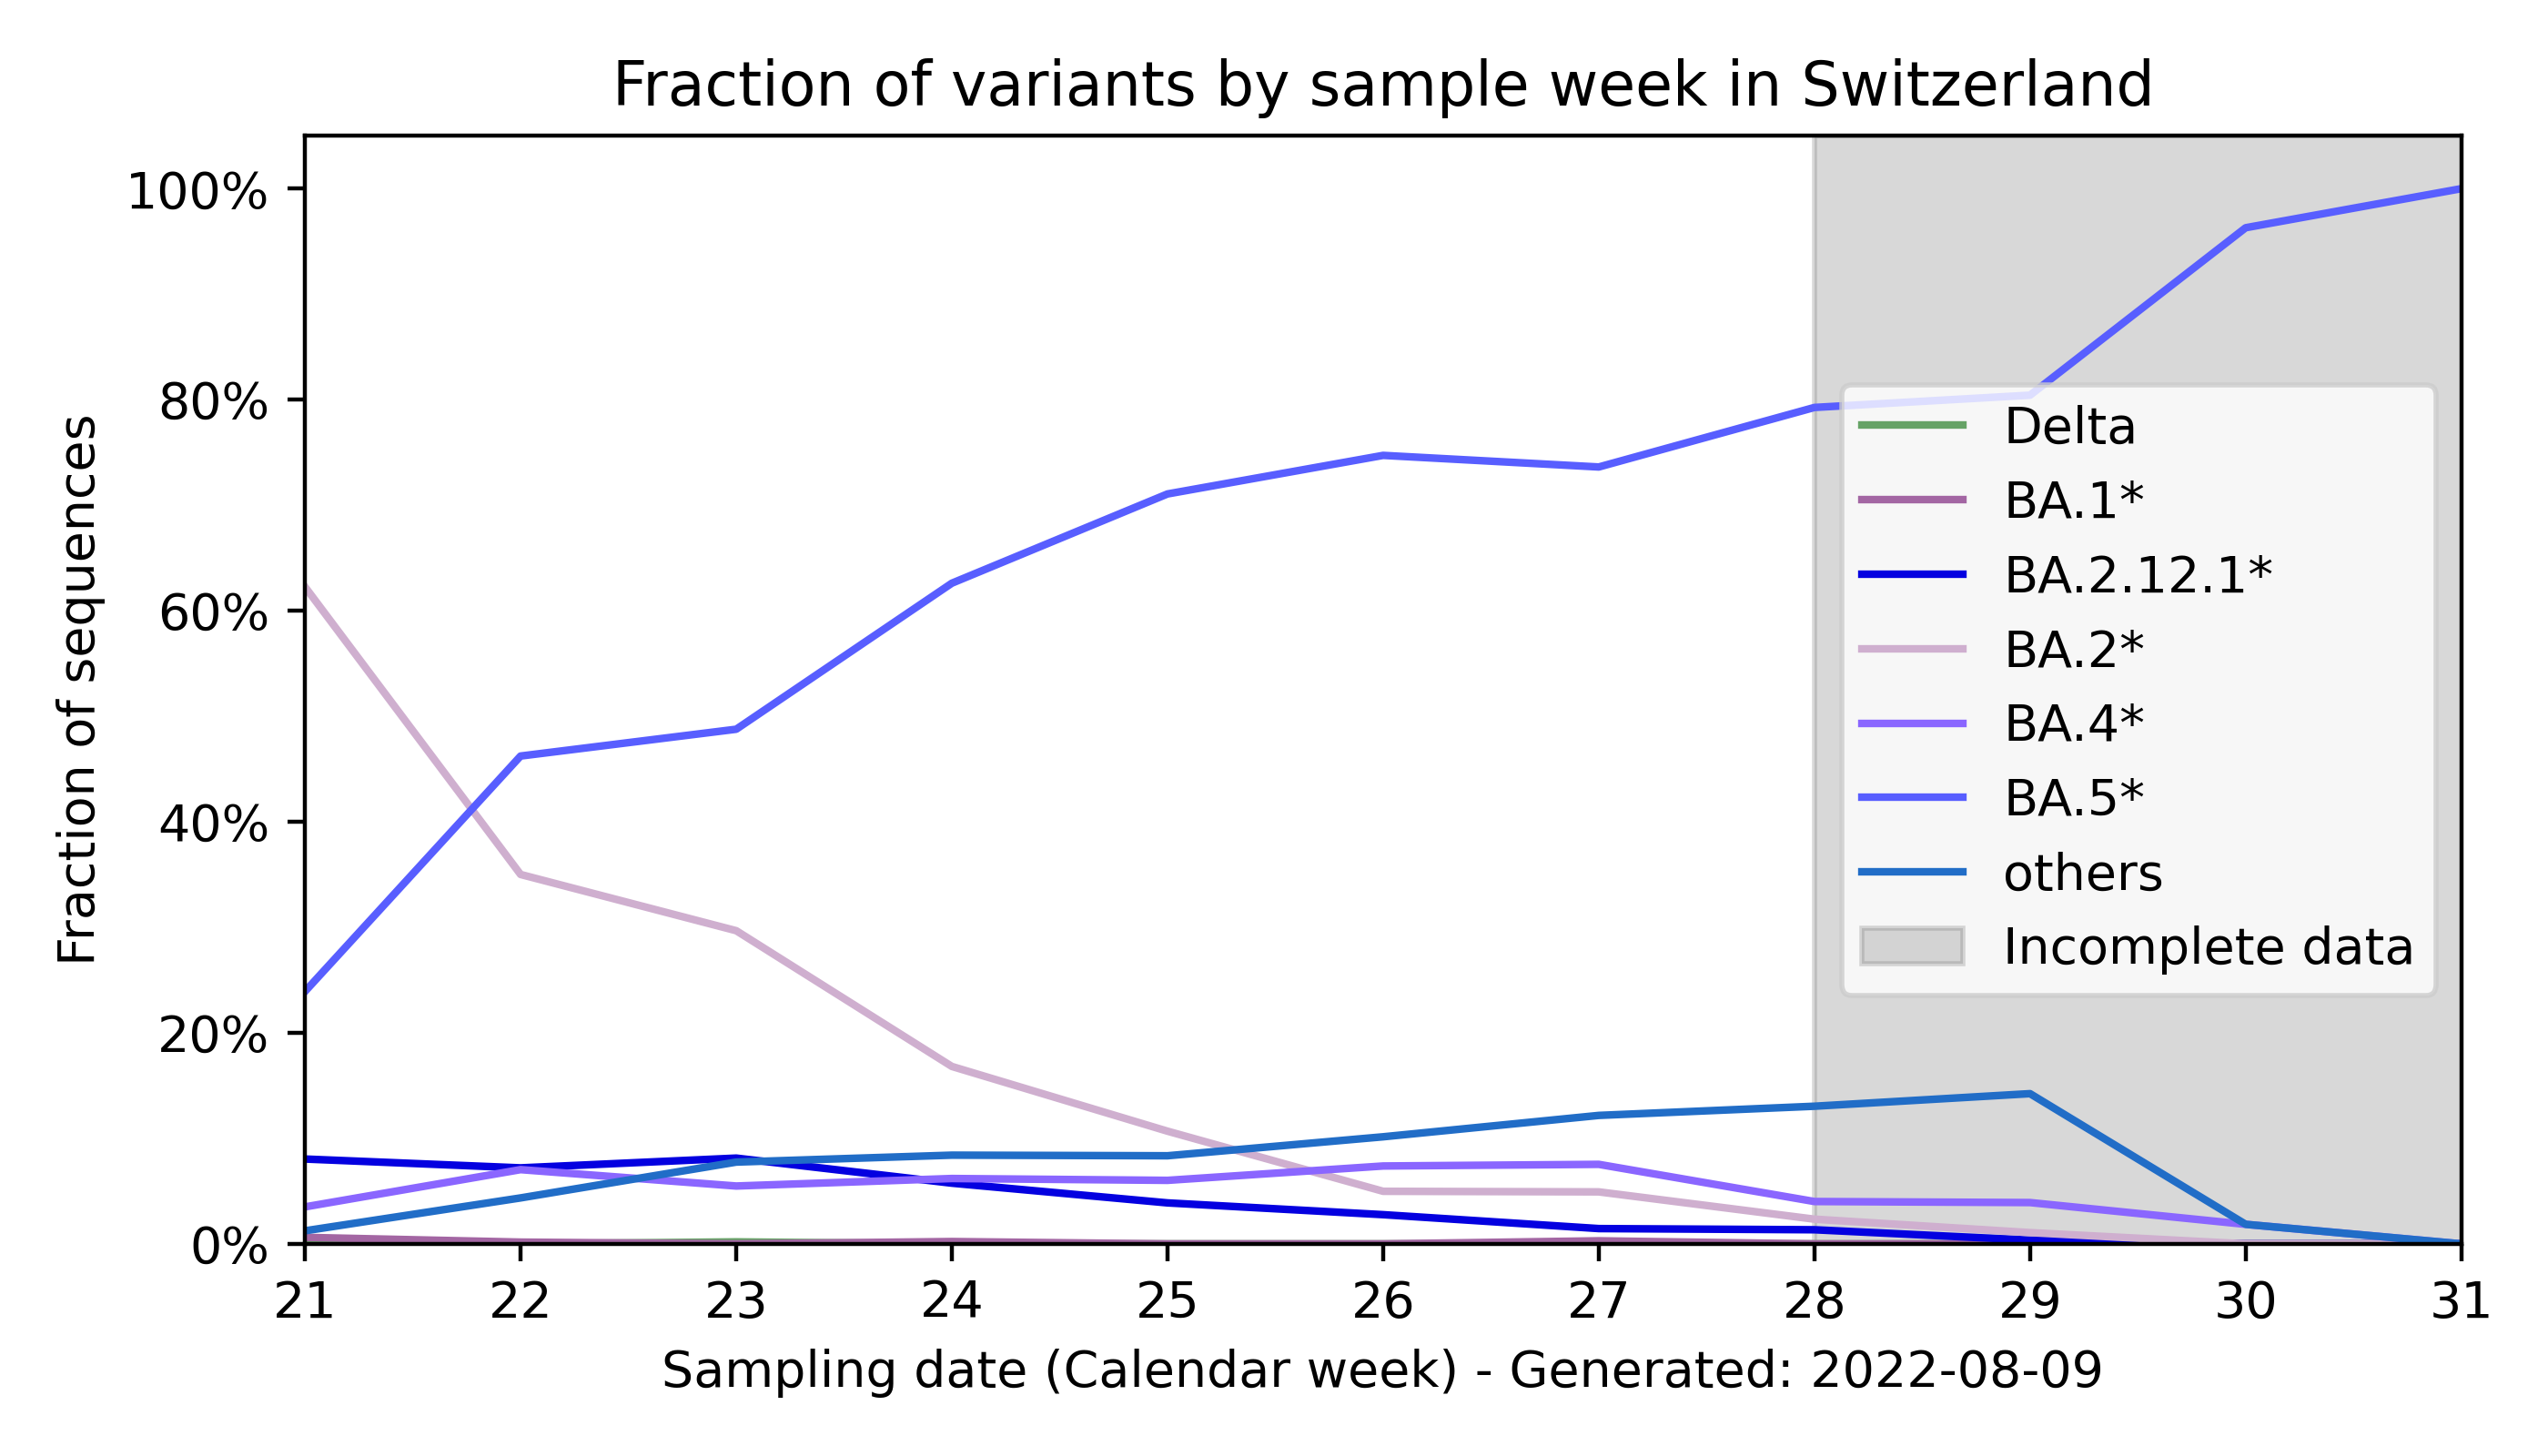 Fraction of variants by sample week in Switzerland
Fraction of sequences
100%
80%
60%
40%
20%
0%
Delta
BA.1*
BA.2.12.1*
BA.2*
BA.4*
BA.5*
others
Incomplete data
21 22 23 24 25 26 27 28 29 30 31
Sampling date (Calendar week) - Generated: 2022-08-09